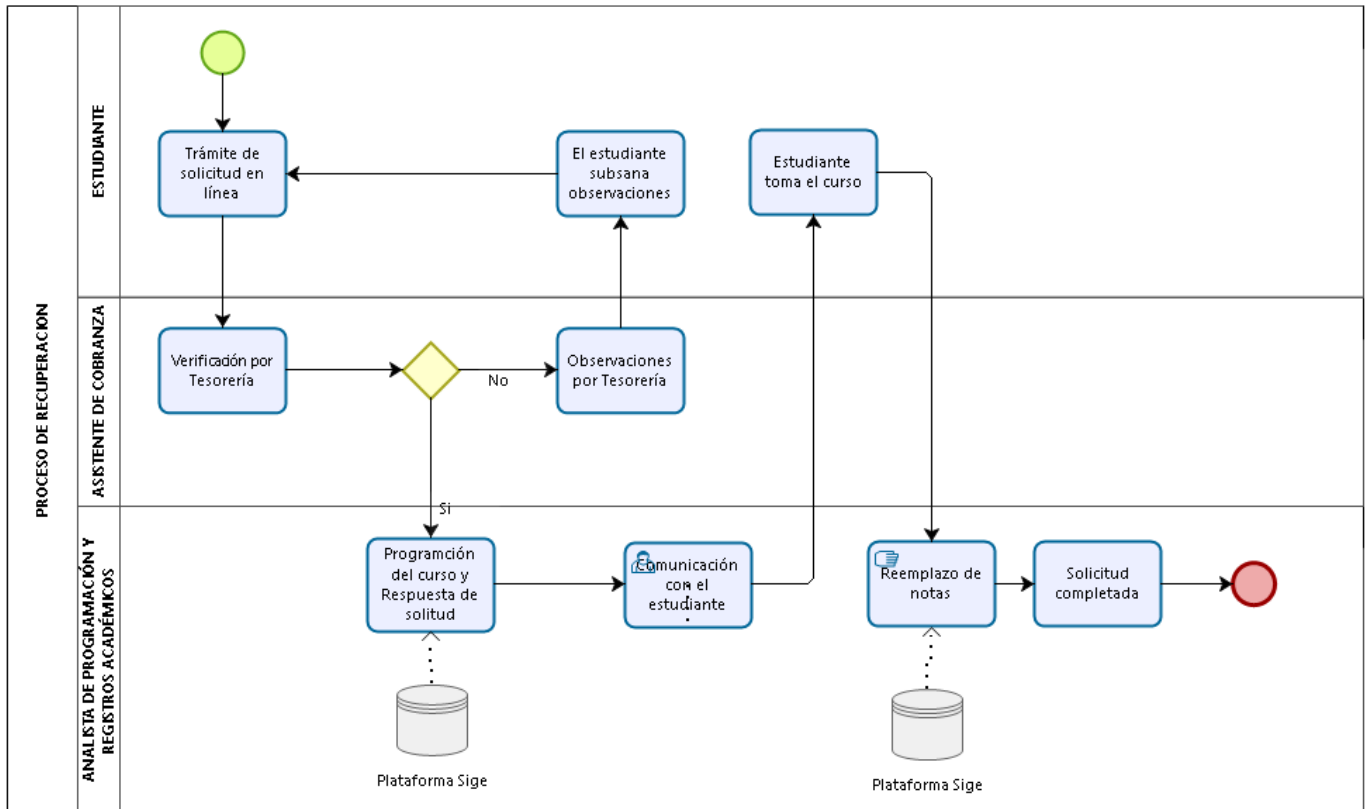 PROCESO DE RECUPERACION
ESTUDIANTE
Trámite de
solicitud en
línea
El estudiante
subsana
observaciones
Estudiante
toma el curso
ASISTENTE DE COBRANZA
Verificación por
Tesorería
No
Observaciones
por Tesorería
Si
ANALISTA DE PROGRAMACIÓN Y
REGISTROS ACADÉMICOS
Programción
del curso y
Respuesta de
solitud
Comunicación
con el
estudiante
Reemplazo de
notas
Solicitud
completada
Plataforma Sige
Plataforma Sige